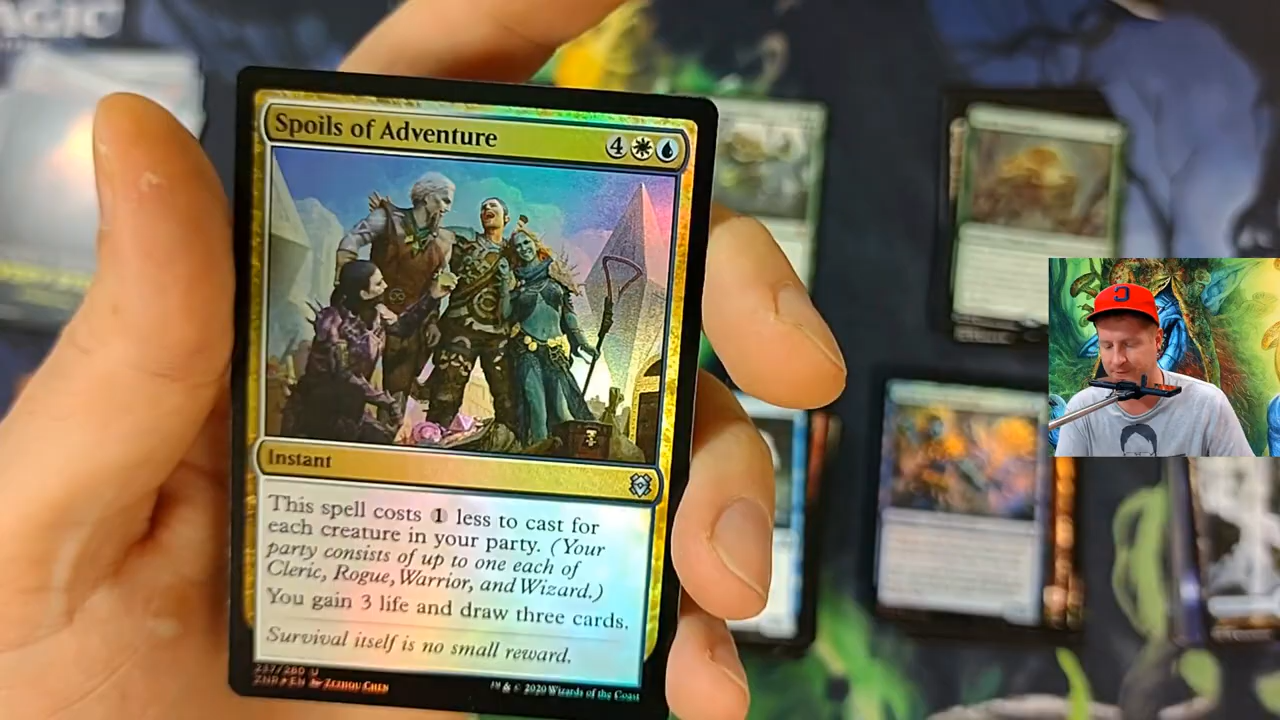 Spoils of Adventure 4
Instant
This spell costs 1 less to cast for
each creature in your party. (Your
party consists of up to one each of
Cleric, Rogue, Warrior, and Wizard.)
You gain 3 life and draw three cards.
Survival itself is no small reward.
237/280 U
ZNR EN Zezhou Chen
™ & © 2020 Wizards of the Coast